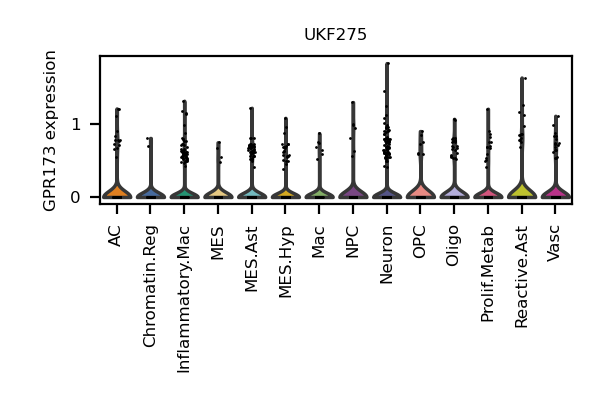 UKF275
GPR173 expression
1
0
AC
Chromatin.Reg
Inflammatory.Mac
MES
MES.Ast
MES.Hyp
Mac
NPC
Neuron
OPC
Oligo
Prolif.Metab
Reactive.Ast
Vasc